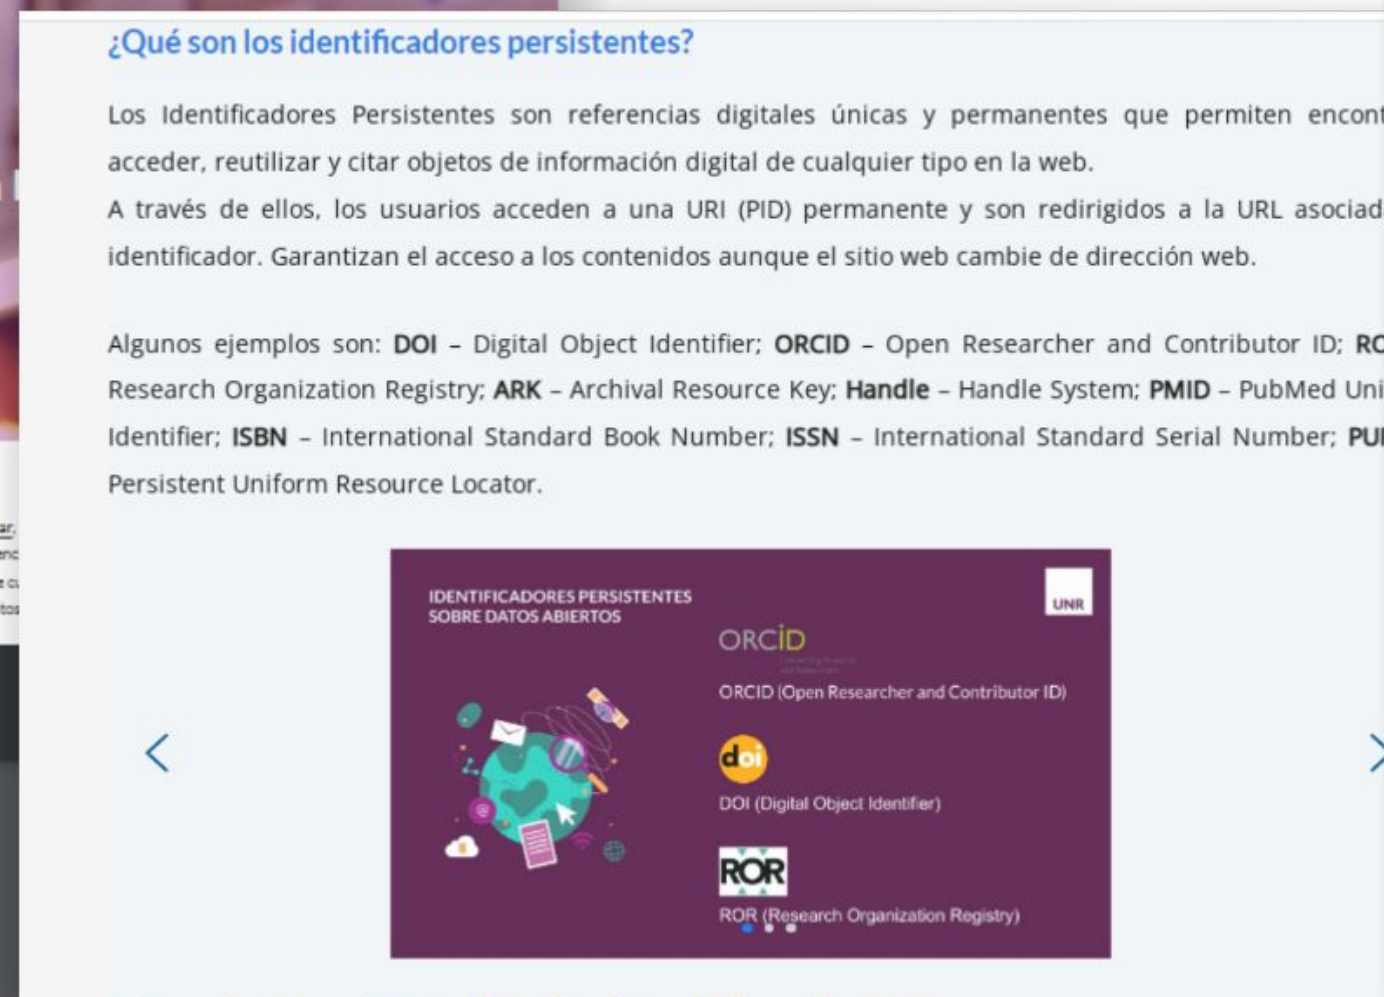 ¿Qué son los identificadores persistentes?
Los Identificadores Persistentes son referencias digitales únicas y permanentes que permiten encont
acceder, reutilizar y citar objetos de información digital de cualquier tipo en la web.
A través de ellos, los usuarios acceden a una URI (PID) permanente y son redirigidos a la URL asociad
identificador. Garantizan el acceso a los contenidos aunque el sitio web cambie de dirección web.
Algunos ejemplos son: DOI – Digital Object Identifier; ORCID – Open Researcher and Contributor ID; RO
Research Organization Registry; ARK – Archival Resource Key; Handle – Handle System; PMID – PubMed Uni
Identifier; ISBN – International Standard Book Number; ISSN – International Standard Serial Number; PU
Persistent Uniform Resource Locator.
ar,
enc
e cu
tos
IDENTIFICADORES PERSISTENTES
SOBRE DATOS ABIERTOS
UNR
ORCID
ORCID (Open Researcher and Contributor ID)
doi
DOI (Digital Object Identifier)
ROR
ROR (Research Organization Registry)